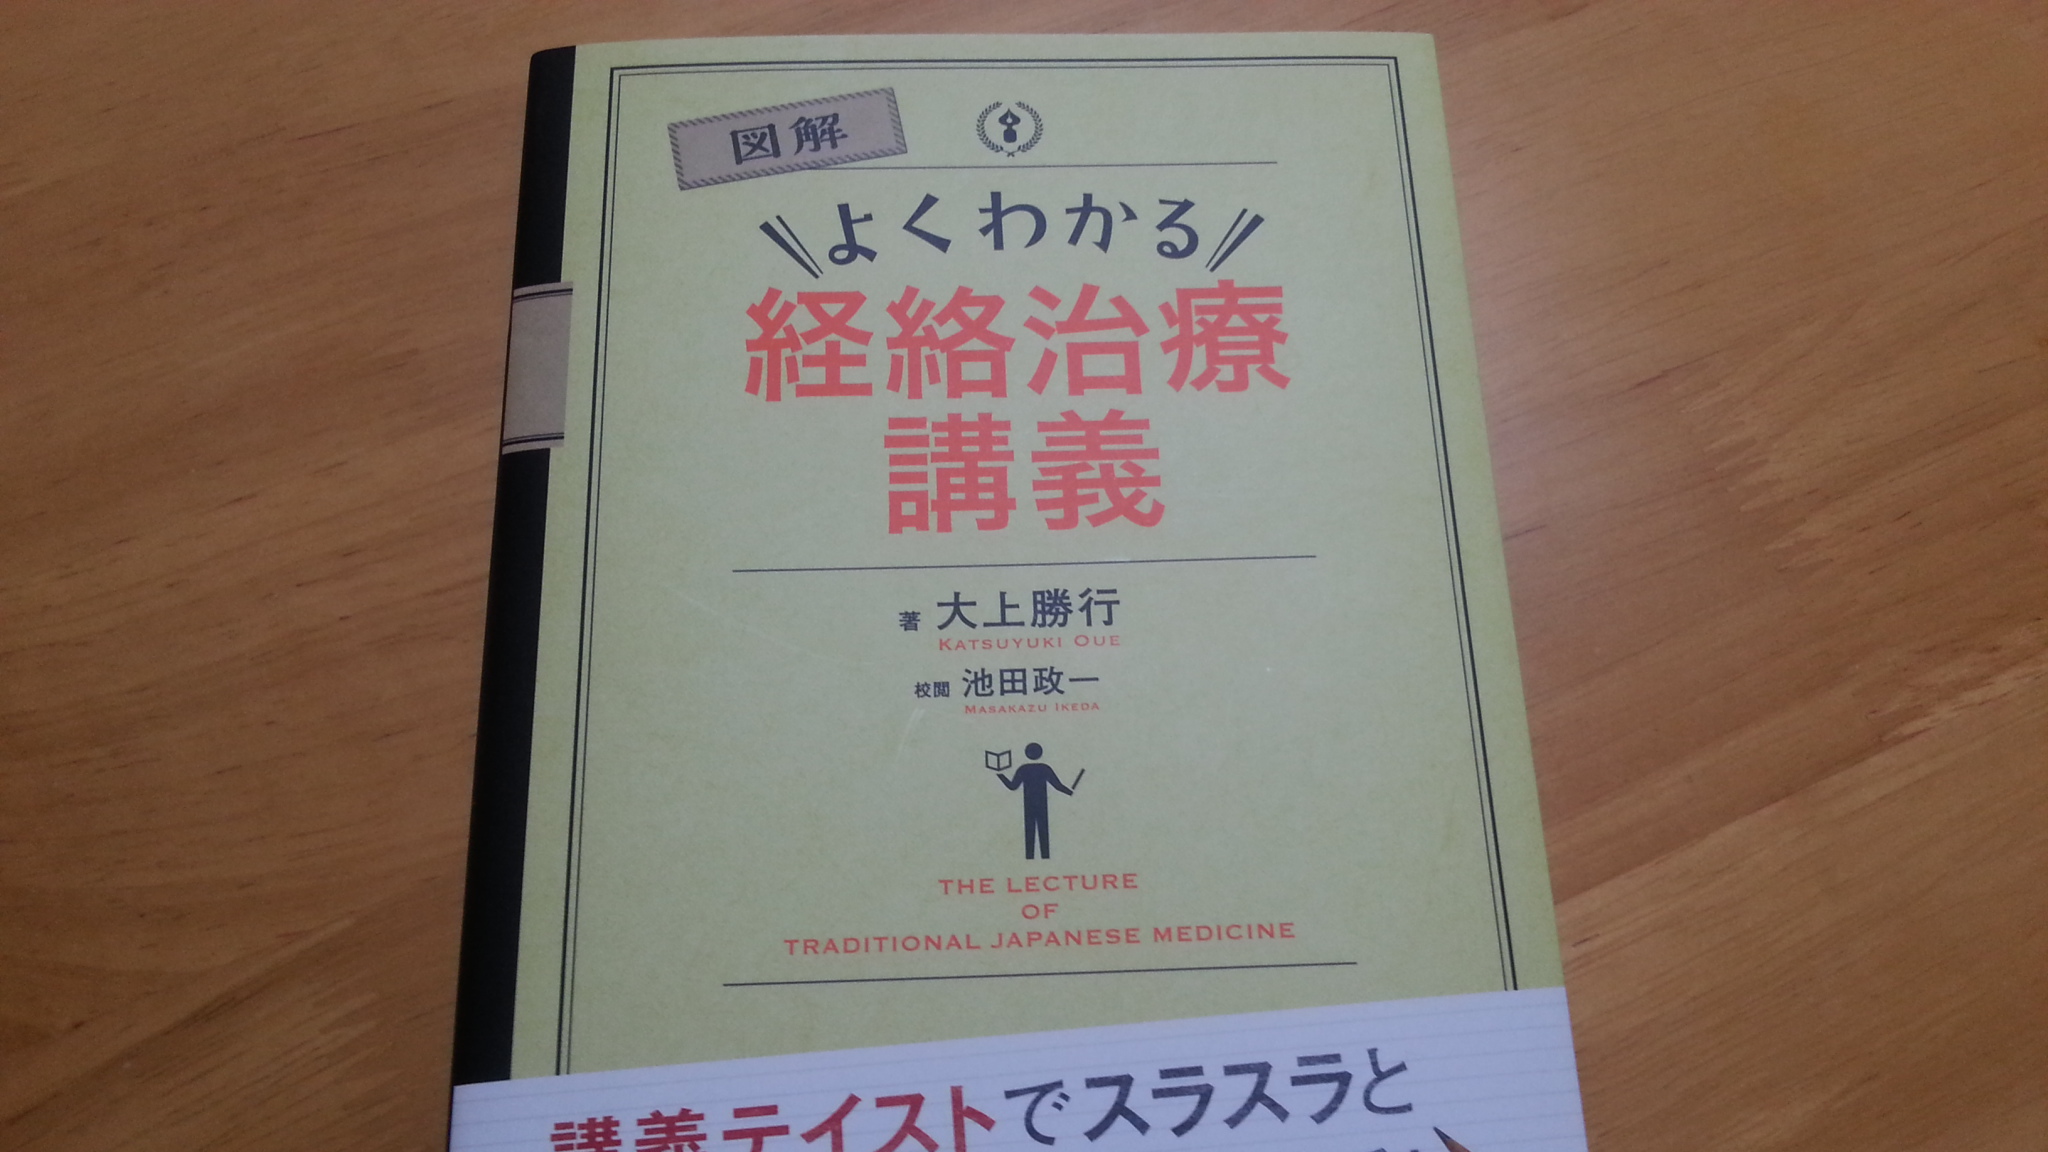 図解
よくわかる
経絡治療
講義
著 大上勝行
KATSUYUKI OUE
校閲 池田政一
MASAKAZU IKEDA
THE LECTURE
OF
TRADITIONAL JAPANESE MEDICINE
講義テイストでスラスラと